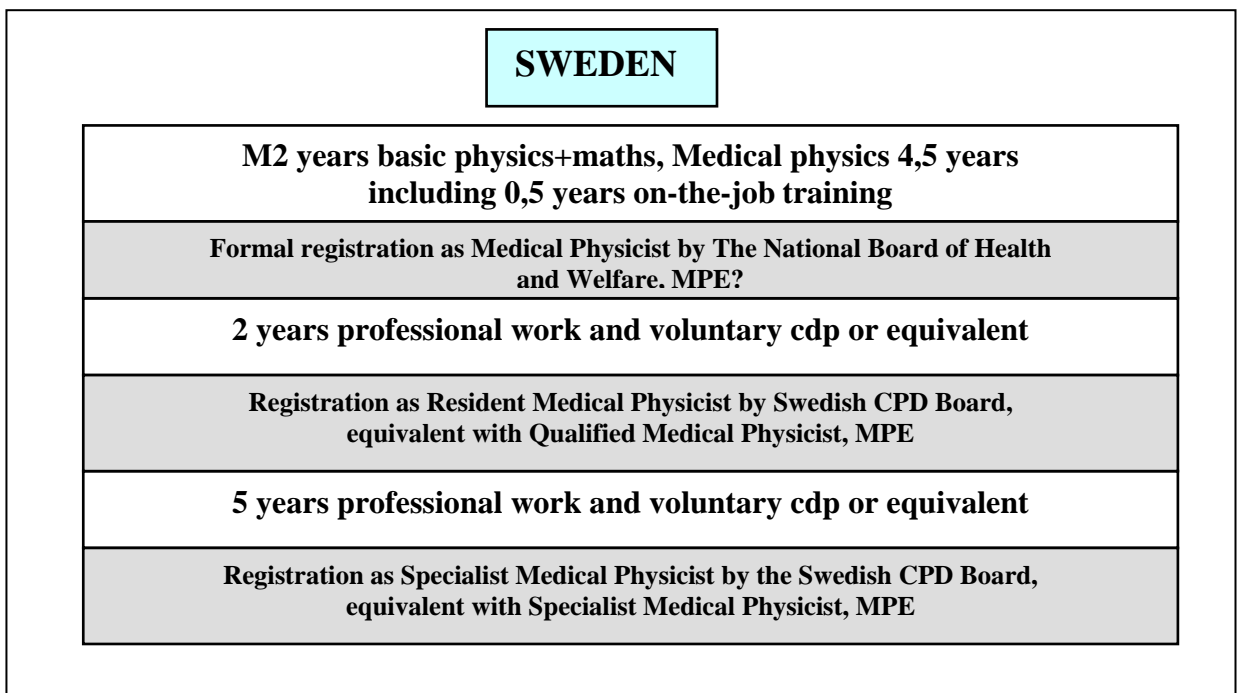 SWEDEN
M2 years basic physics+maths, Medical physics 4,5 years
including 0,5 years on-the-job training
Formal registration as Medical Physicist by The National Board of Health
and Welfare, MPE?
2 years professional work and voluntary cdp or equivalent
Registration as Resident Medical Physicist by Swedish CPD Board,
equivalent with Qualified Medical Physicist, MPE
5 years professional work and voluntary cdp or equivalent
Registration as Specialist Medical Physicist by the Swedish CPD Board,
equivalent with Specialist Medical Physicist, MPE